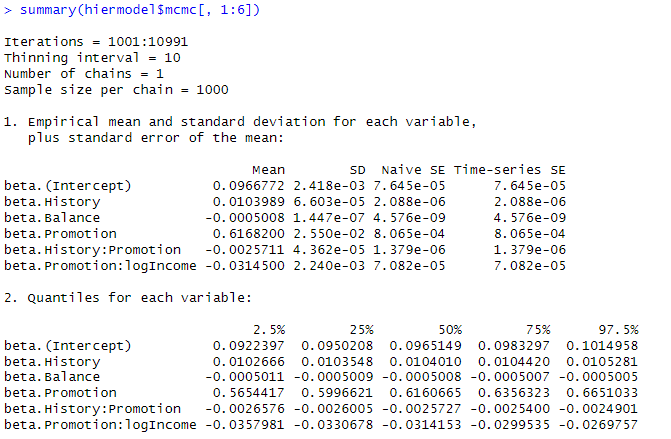 > summary(hiermodel$mcmc[, 1:6])
Iterations = 1001:10991
Thinning interval = 10
Number of chains = 1
Sample size per chain = 1000
1. Empirical mean and standard deviation for each variable,
   plus standard error of the mean:
                            Mean        SD  Naive SE Time-series SE
beta.(Intercept)          0.0966772 2.418e-03 7.645e-05      7.645e-05
beta.History              0.0103989 6.603e-05 2.088e-06      2.088e-06
beta.Balance             -0.0005008 1.447e-07 4.576e-09      4.576e-09
beta.Promotion            0.6168200 2.550e-02 8.065e-04      8.065e-04
beta.History:Promotion   -0.0025711 4.362e-05 1.379e-06      1.379e-06
beta.Promotion:logIncome -0.0314500 2.240e-03 7.082e-05      7.082e-05
2. Quantiles for each variable:
                               2.5%        25%        50%        75%      97.5%
beta.(Intercept)          0.0922397  0.0950208  0.0965149  0.0983297  0.1014958
beta.History              0.0102666  0.0103548  0.0104010  0.0104420  0.0105281
beta.Balance             -0.0005011 -0.0005009 -0.0005008 -0.0005007 -0.0005005
beta.Promotion            0.5654417  0.5996621  0.6160665  0.6356323  0.6651033
beta.History:Promotion   -0.0026576 -0.0026005 -0.0025727 -0.0025400 -0.0024901
beta.Promotion:logIncome -0.0357981 -0.0330678 -0.0314153 -0.0299535 -0.0269757